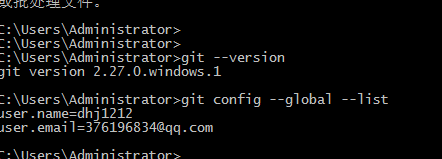 或批处理文件。
C:\Users\Administrator>
C:\Users\Administrator>
C:\Users\Administrator>git --version
git version 2.27.0.windows.1
C:\Users\Administrator>git config --global --list
user.name=dhj1212
user.email=376196834@qq.com
C:\Users\Administrator>